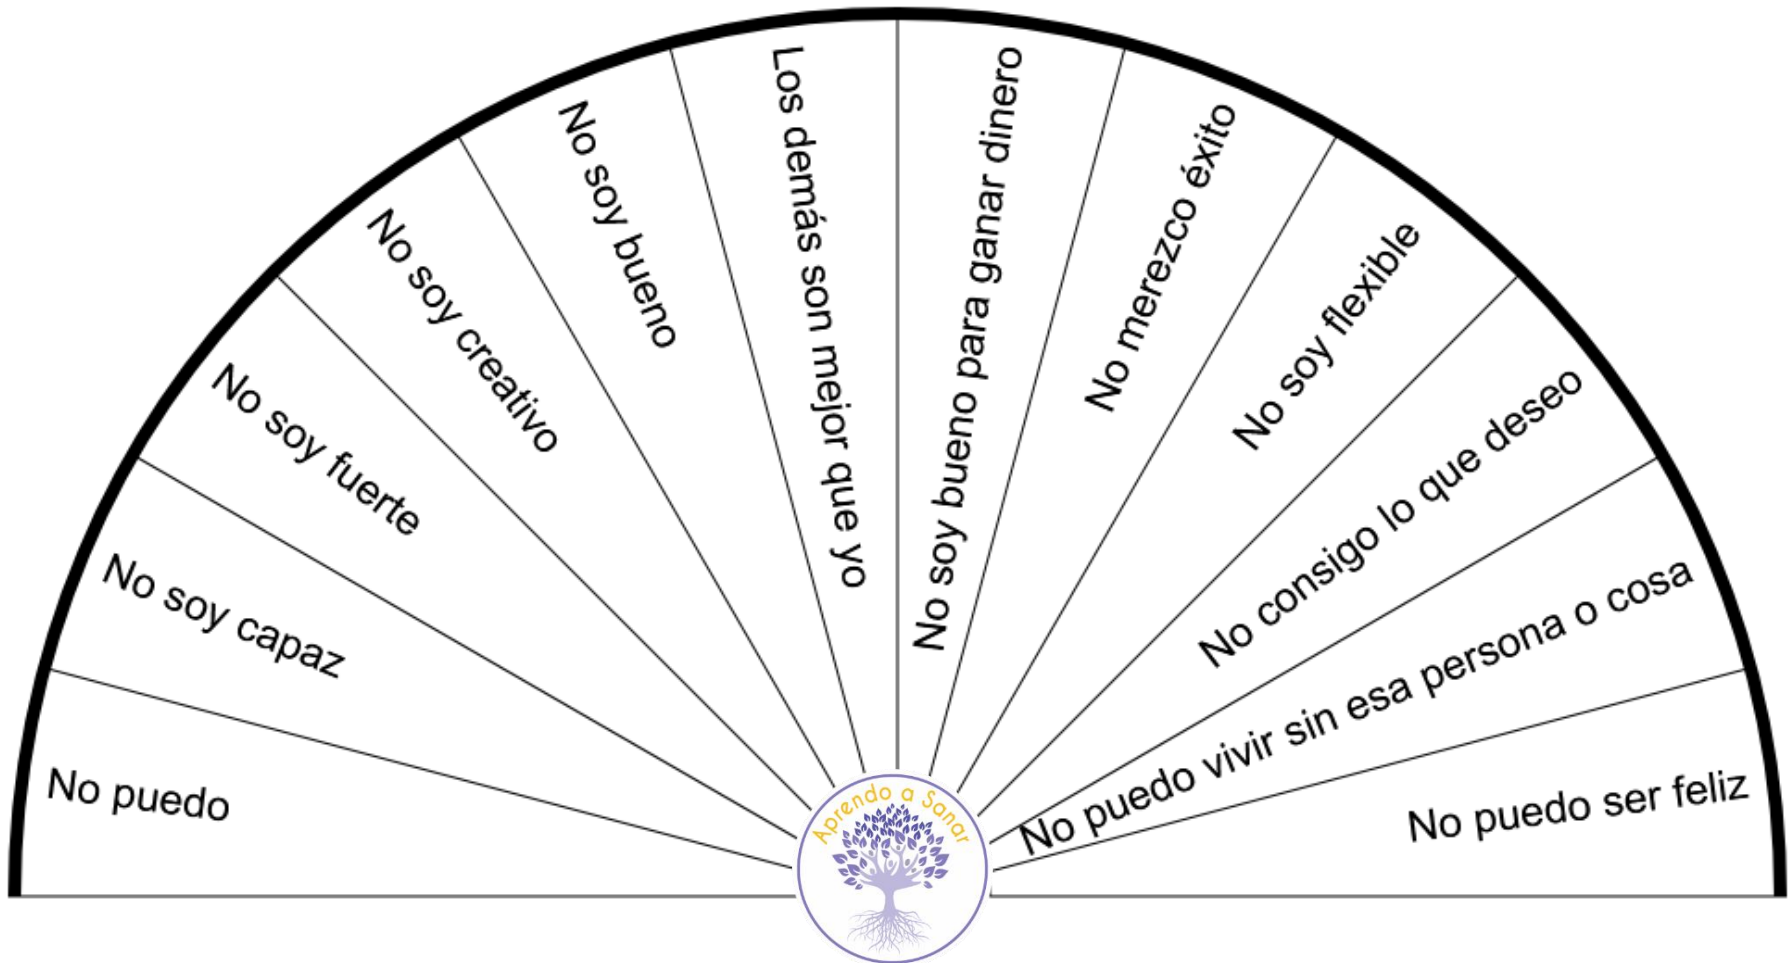 No puedo
No soy capaz
No soy fuerte
No soy creativo
No soy bueno
Los demás son mejor que yo
No soy bueno para ganar dinero
No merezco éxito
No soy flexible
No consigo lo que deseo
No puedo vivir sin esa persona o cosa
No puedo ser feliz
Aprendo a Sanar